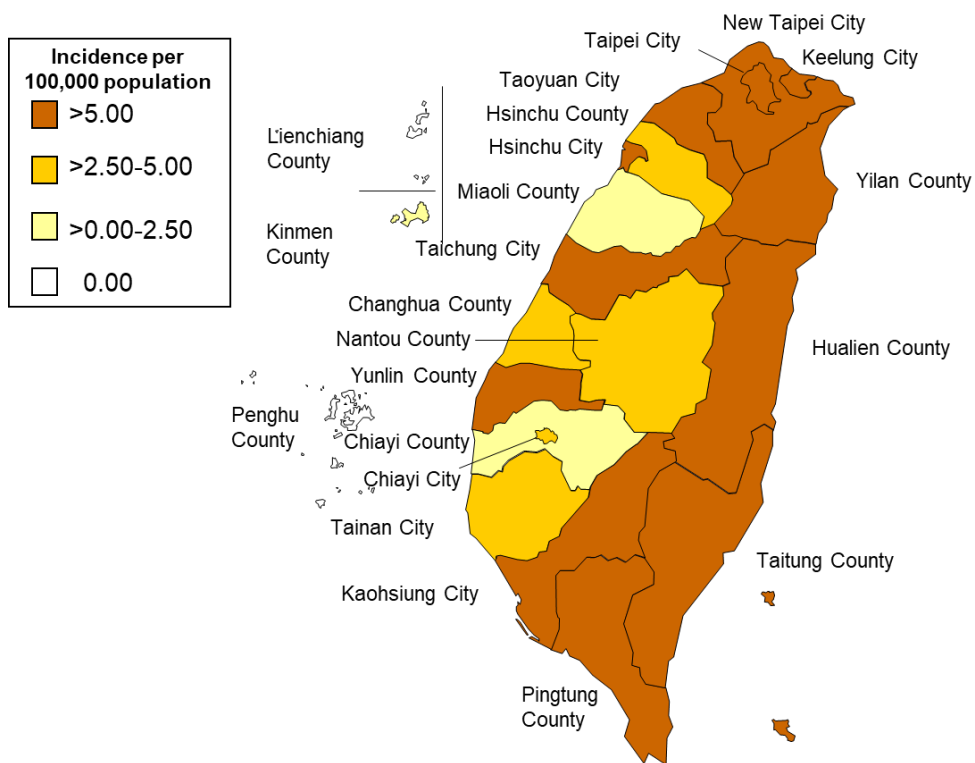 Incidence per
100,000 population
>5.00
>2.50-5.00
>0.00-2.50
0.00
New Taipei City
Taipei City
Keelung City
Taoyuan City
Hsinchu County
Hsinchu City
Lienchiang
County
Miaoli County
Yilan County
Kinmen
County
Taichung City
Changhua County
Nantou County
Hualien County
Yunlin County
Penghu
County
Chiayi County
Chiayi City
Tainan City
Taitung County
Kaohsiung City
Pingtung
County